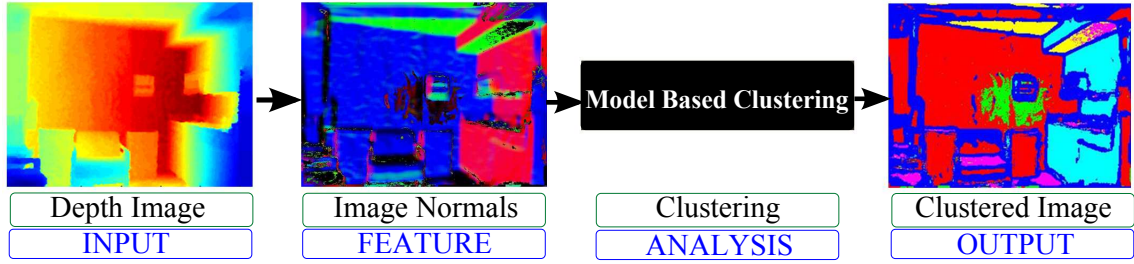 Model Based Clustering
Depth Image
Image Normals
Clustering
Clustered Image
INPUT
FEATURE
ANALYSIS
OUTPUT